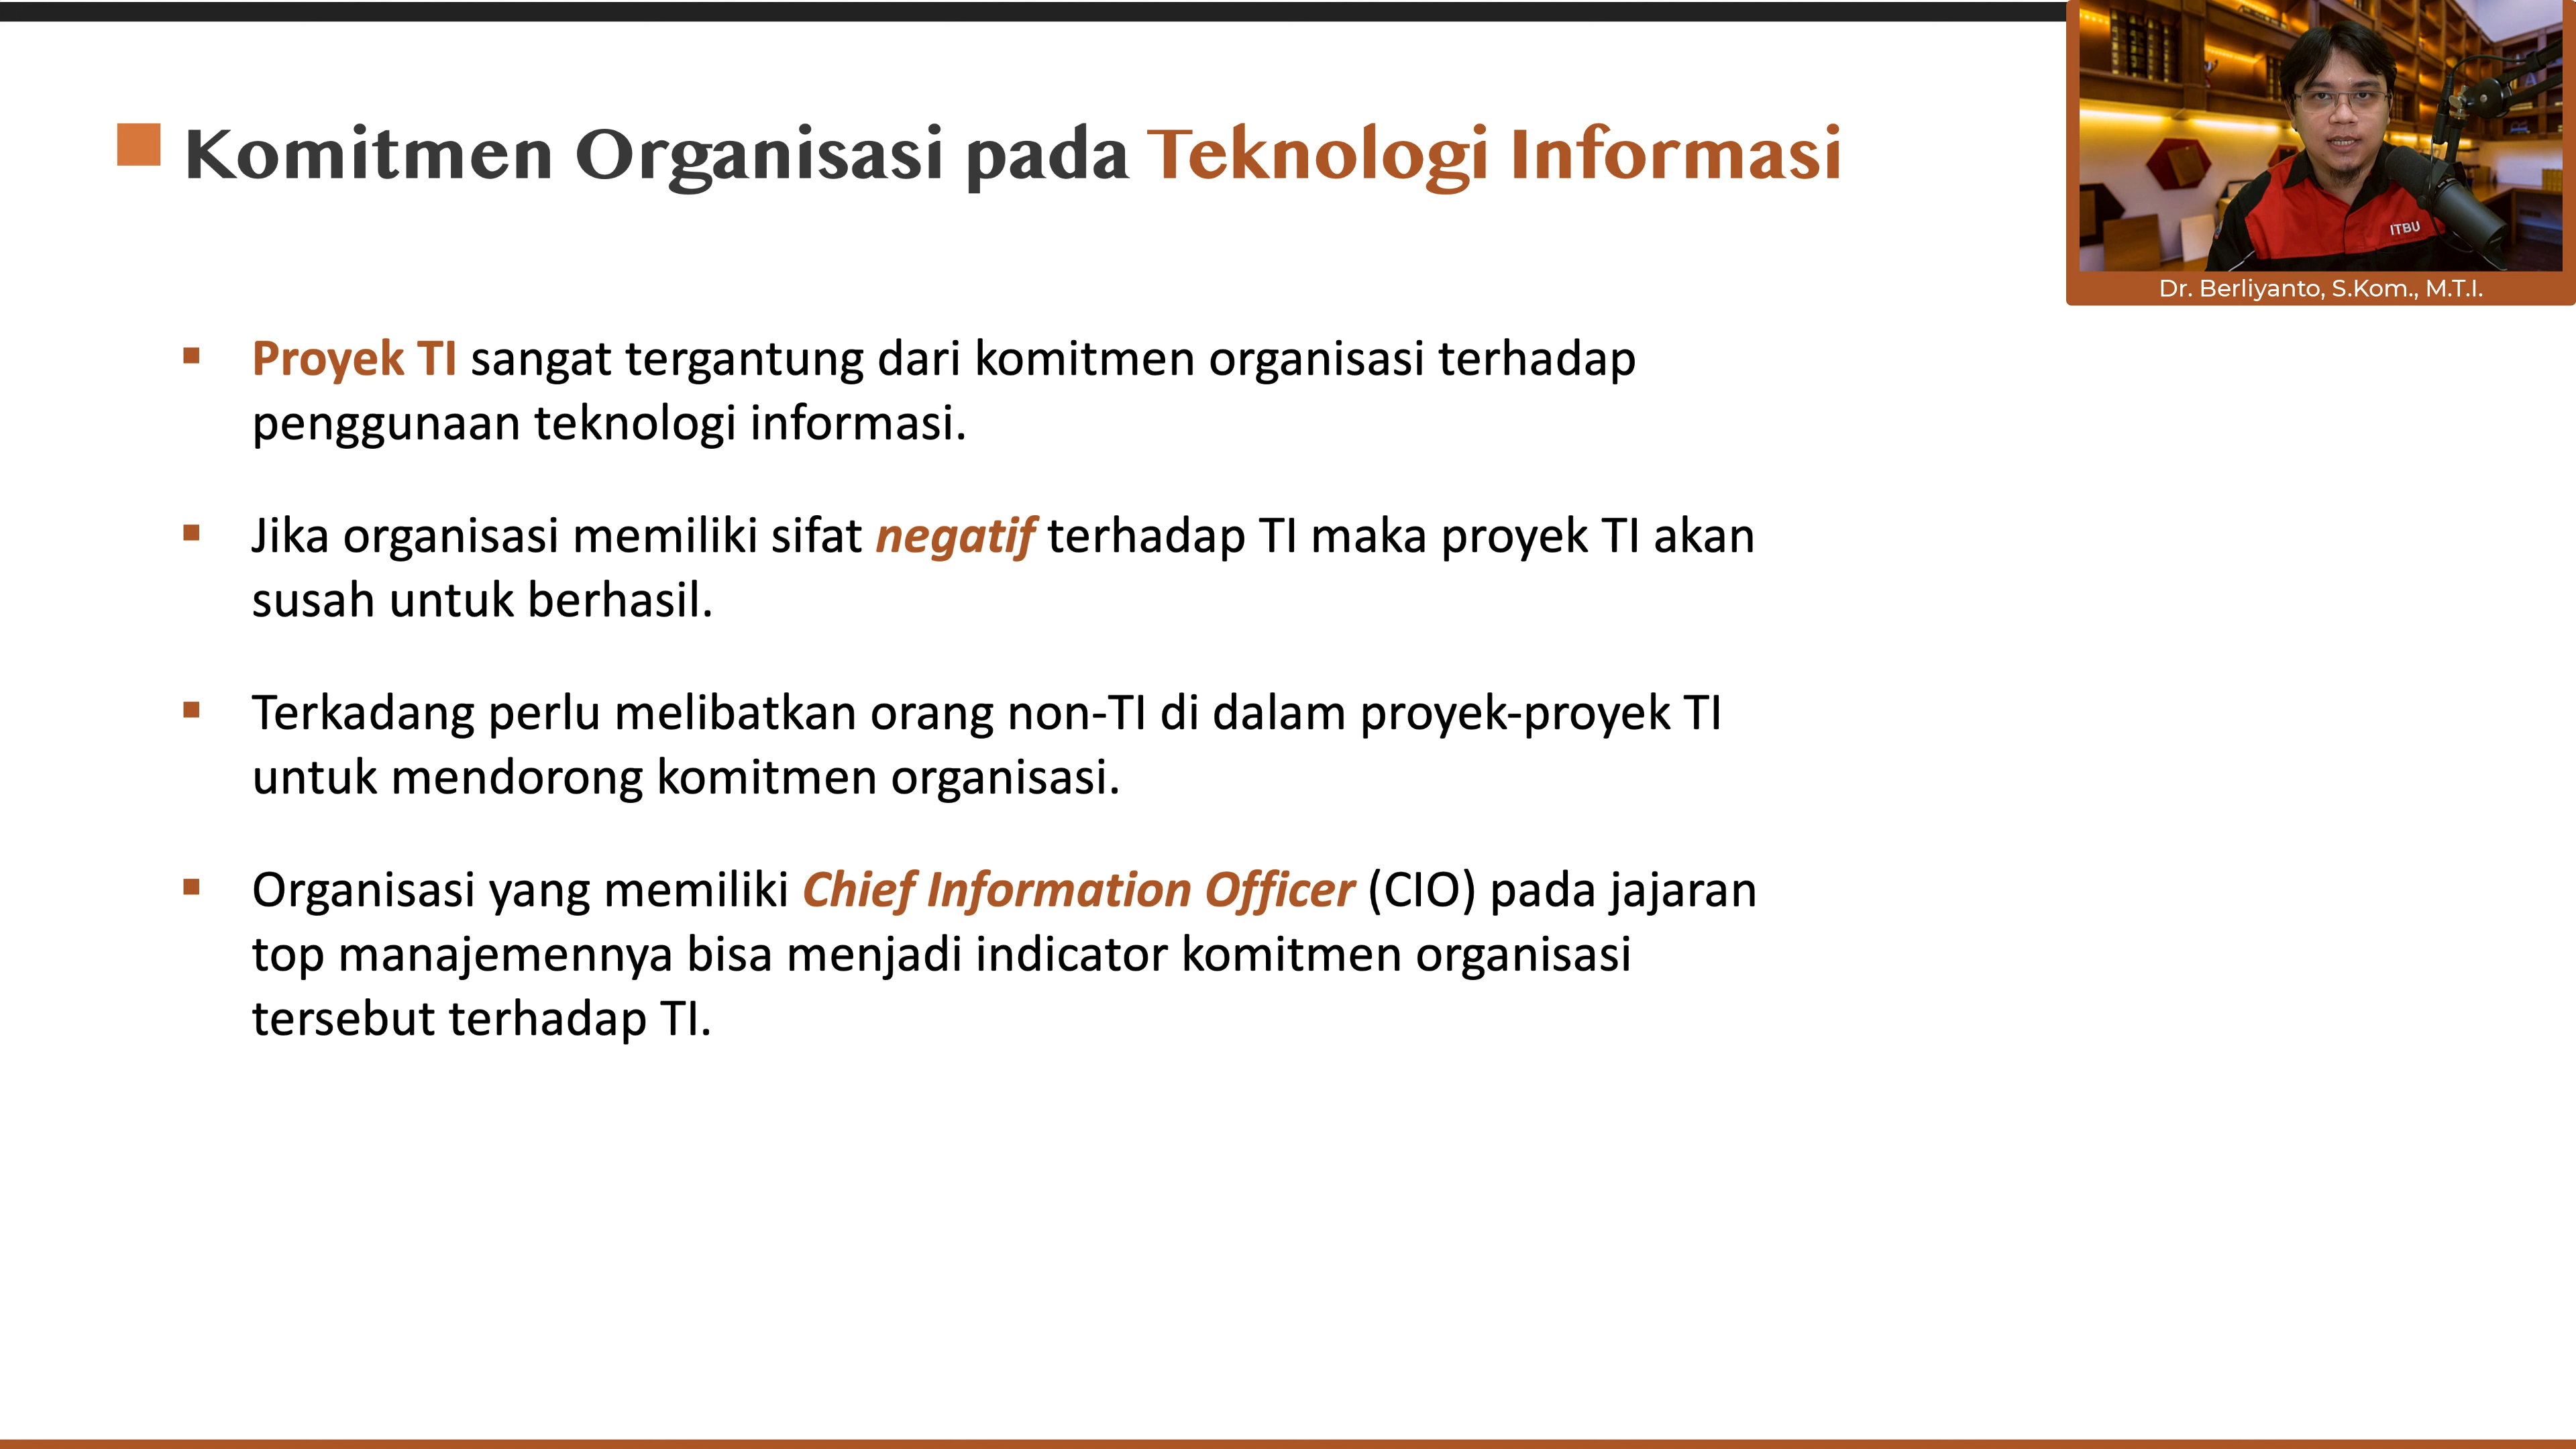 Komitmen Organisasi pada Teknologi Informasi
ITBU
Dr. Berliyanto, S.Kom., M.T.I.
Proyek TI sangat tergantung dari komitmen organisasi terhadap
penggunaan teknologi informasi.
Jika organisasi memiliki sifat negatif terhadap TI maka proyek TI akan
susah untuk berhasil.
Terkadang perlu melibatkan orang non-TI di dalam proyek-proyek TI
untuk mendorong komitmen organisasi.
Organisasi yang memiliki Chief Information Officer (CIO) pada jajaran
top manajemennya bisa menjadi indicator komitmen organisasi
tersebut terhadap TI.